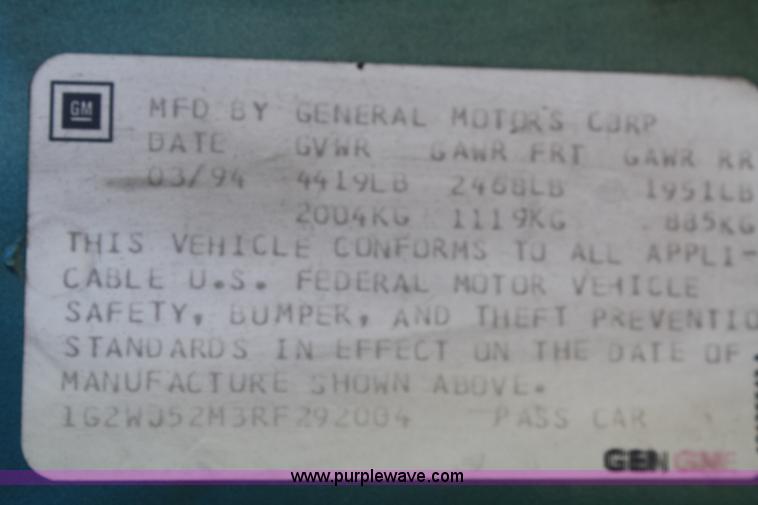 GM
MFD BY GENERAL MOTORS CORP
DATE GVWR GAWR FRT GAWR RR
03/94 4419LB 2468LB 1951LB
2004KG 1119KG 885KG
THIS VEHICLE CONFORMS TO ALL APPLI-
CABLE U.S. FEDERAL MOTOR VEHICLE
SAFETY, BUMPER, AND THEFT PREVENTIO
STANDARDS IN EFFECT ON THE DATE OF
MANUFACTURE SHOWN ABOVE.
1G2WJ52M3RF292004 PASS CAR
GEN GME
www.purplewave.com